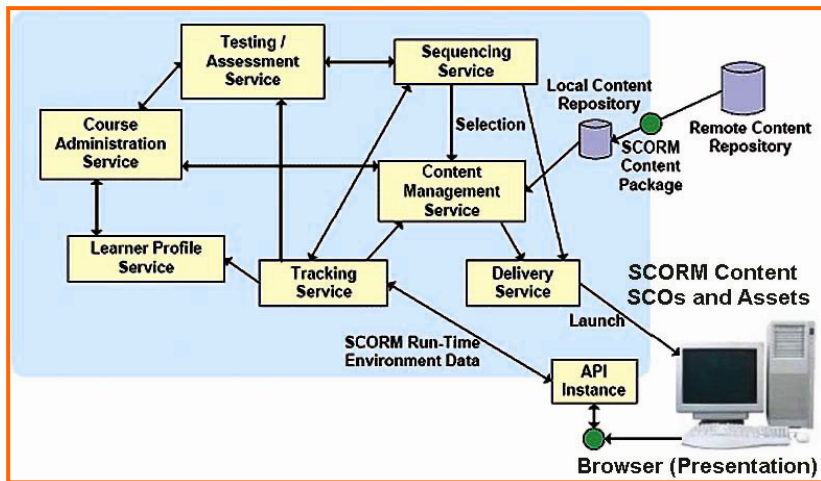 Testing /
Assessment
Service
Sequencing
Service
Local Content
Repository
Remote Content
Repository
SCORM
Content
Package
Course
Administration
Service
Selection
Content
Management
Service
Learner Profile
Service
Tracking
Service
Delivery
Service
SCORM Content
SCOs and Assets
Launch
SCORM Run-Time
Environment Data
API
Instance
Browser (Presentation)